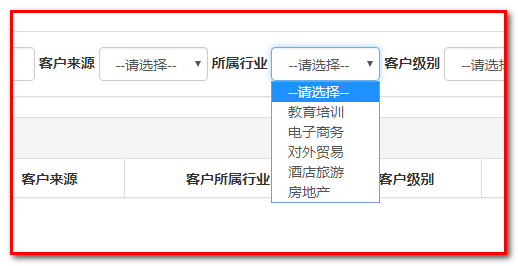 客户来源 --请选择-- 所属行业 --请选择-- 客户级别 --请选择
--请选择--
教育培训
电子商务
对外贸易
酒店旅游
房地产
客户来源 客户所属行业 客户级别